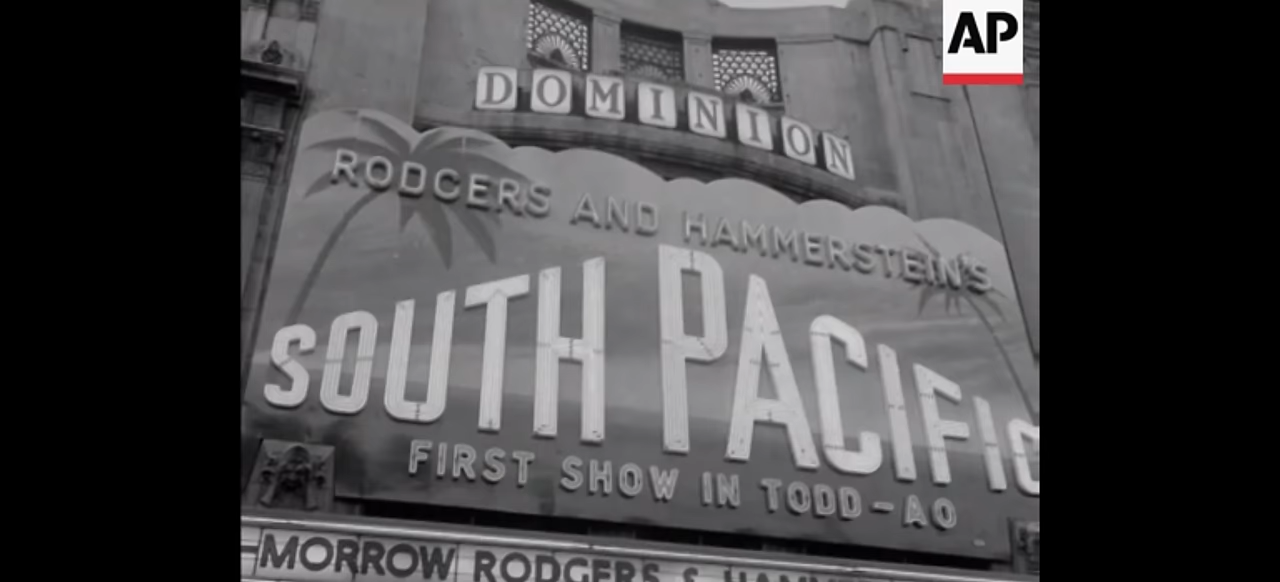 AP
DOMINION
RODGERS AND HAMMERSTEIN'S
SOUTH PACIFIC
FIRST SHOW IN TODD-AO
MORROW RODGERS &